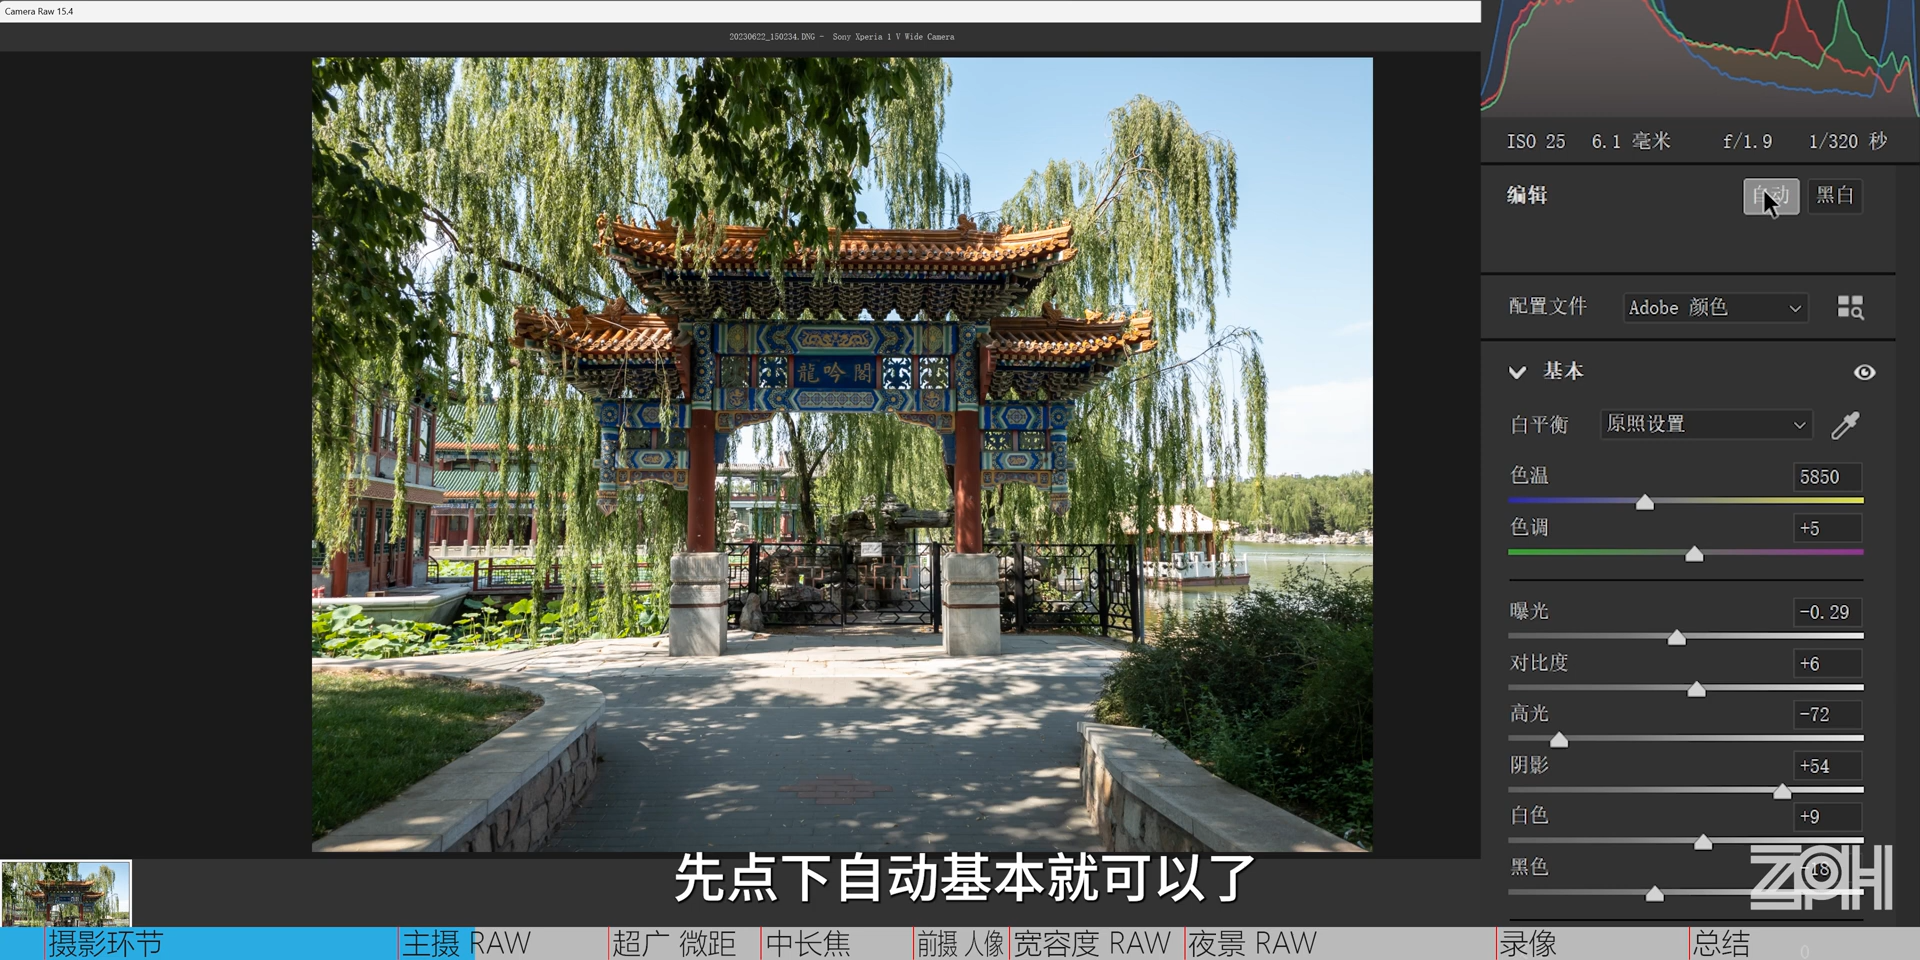 Camera Raw 15.4
20230622_150234.DNG - Sony Xperia 1 V Wide Camera
龍吟閣
ISO 25 6.1 毫米 f/1.9 1/320 秒
编辑 自动 黑白
配置文件 Adobe 颜色
基本
白平衡 原照设置
色温 5850
色调 +5
曝光 -0.29
对比度 +6
高光 -72
阴影 +54
白色 +9
黑色 -18
ZPH
先点下自动基本就可以了
摄影环节 主摄 RAW 超广 微距 中长焦 前摄 人像 宽容度 RAW 夜景 RAW 录像 总结
0